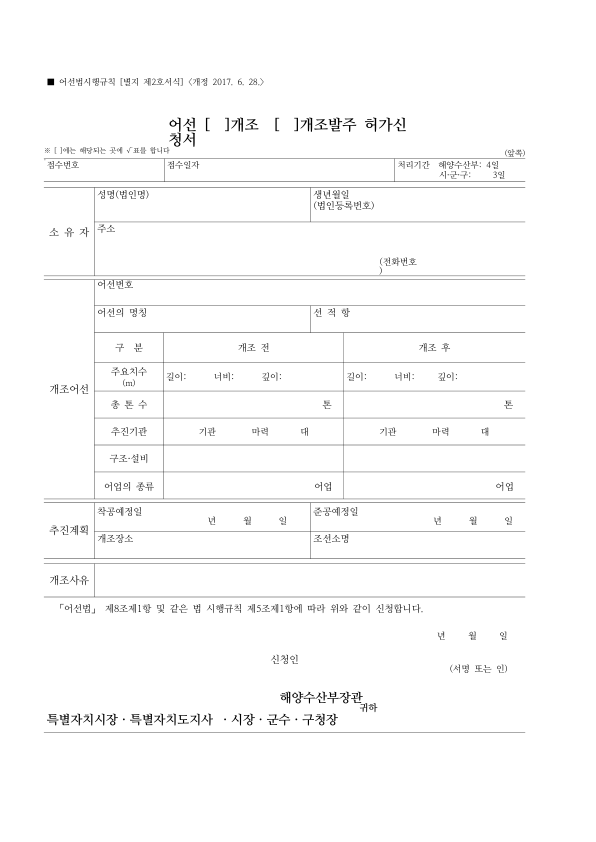 ■ 어선법시행규칙 [별지 제2호서식] <개정 2017. 6. 28.>
어선 [ ]개조 [ ]개조발주 허가신
청서
※ [ ]에는 해당되는 곳에 √표를 합니다
(앞쪽)
접수번호 접수일자 처리기간 해양수산부: 4일
시·군·구: 3일
소 유 자 성명(법인명) 생년월일
(법인등록번호)
주소
(전화번호
)
개조어선 어선번호
어선의 명칭 선 적 항
구 분 개조 전 개조 후
주요치수
(m)
길이: 너비: 깊이: 길이: 너비: 깊이:
총 톤 수 톤 톤
추진기관 기관 마력 대 기관 마력 대
구조·설비
어업의 종류 어업 어업
추진계획 착공예정일 준공예정일
년 월 일 년 월 일
개조장소 조선소명
개조사유
「어선법」 제8조제1항 및 같은 법 시행규칙 제5조제1항에 따라 위와 같이 신청합니다.
년 월 일
신청인
(서명 또는 인)
해양수산부장관
귀하
특별자치시장 · 특별자치도지사 · 시장 · 군수 · 구청장